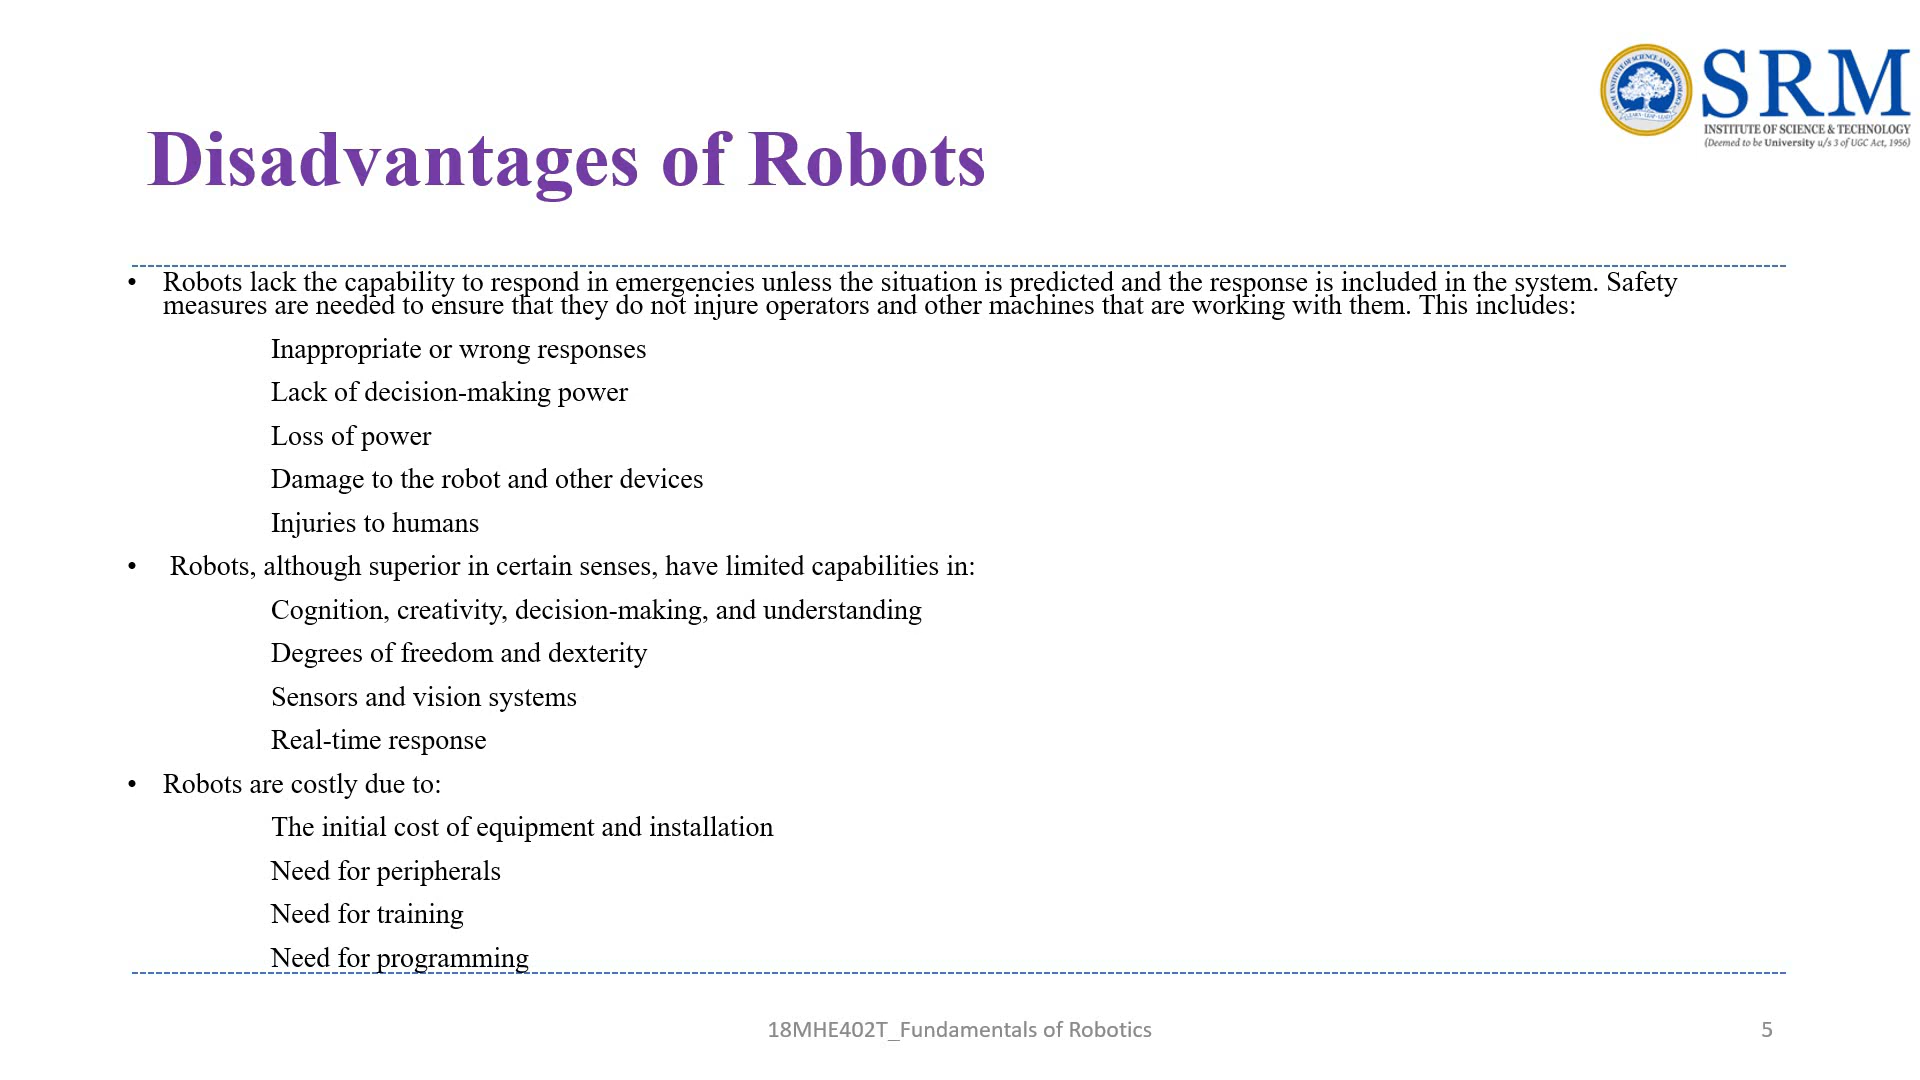 SRM
INSTITUTE OF SCIENCE & TECHNOLOGY
(Deemed to be University u/s 3 of UGC Act, 1956)
Disadvantages of Robots
• Robots lack the capability to respond in emergencies unless the situation is predicted and the response is included in the system. Safety
measures are needed to ensure that they do not injure operators and other machines that are working with them. This includes:
Inappropriate or wrong responses
Lack of decision-making power
Loss of power
Damage to the robot and other devices
Injuries to humans
• Robots, although superior in certain senses, have limited capabilities in:
Cognition, creativity, decision-making, and understanding
Degrees of freedom and dexterity
Sensors and vision systems
Real-time response
• Robots are costly due to:
The initial cost of equipment and installation
Need for peripherals
Need for training
Need for programming
18MHE402T_Fundamentals of Robotics
5